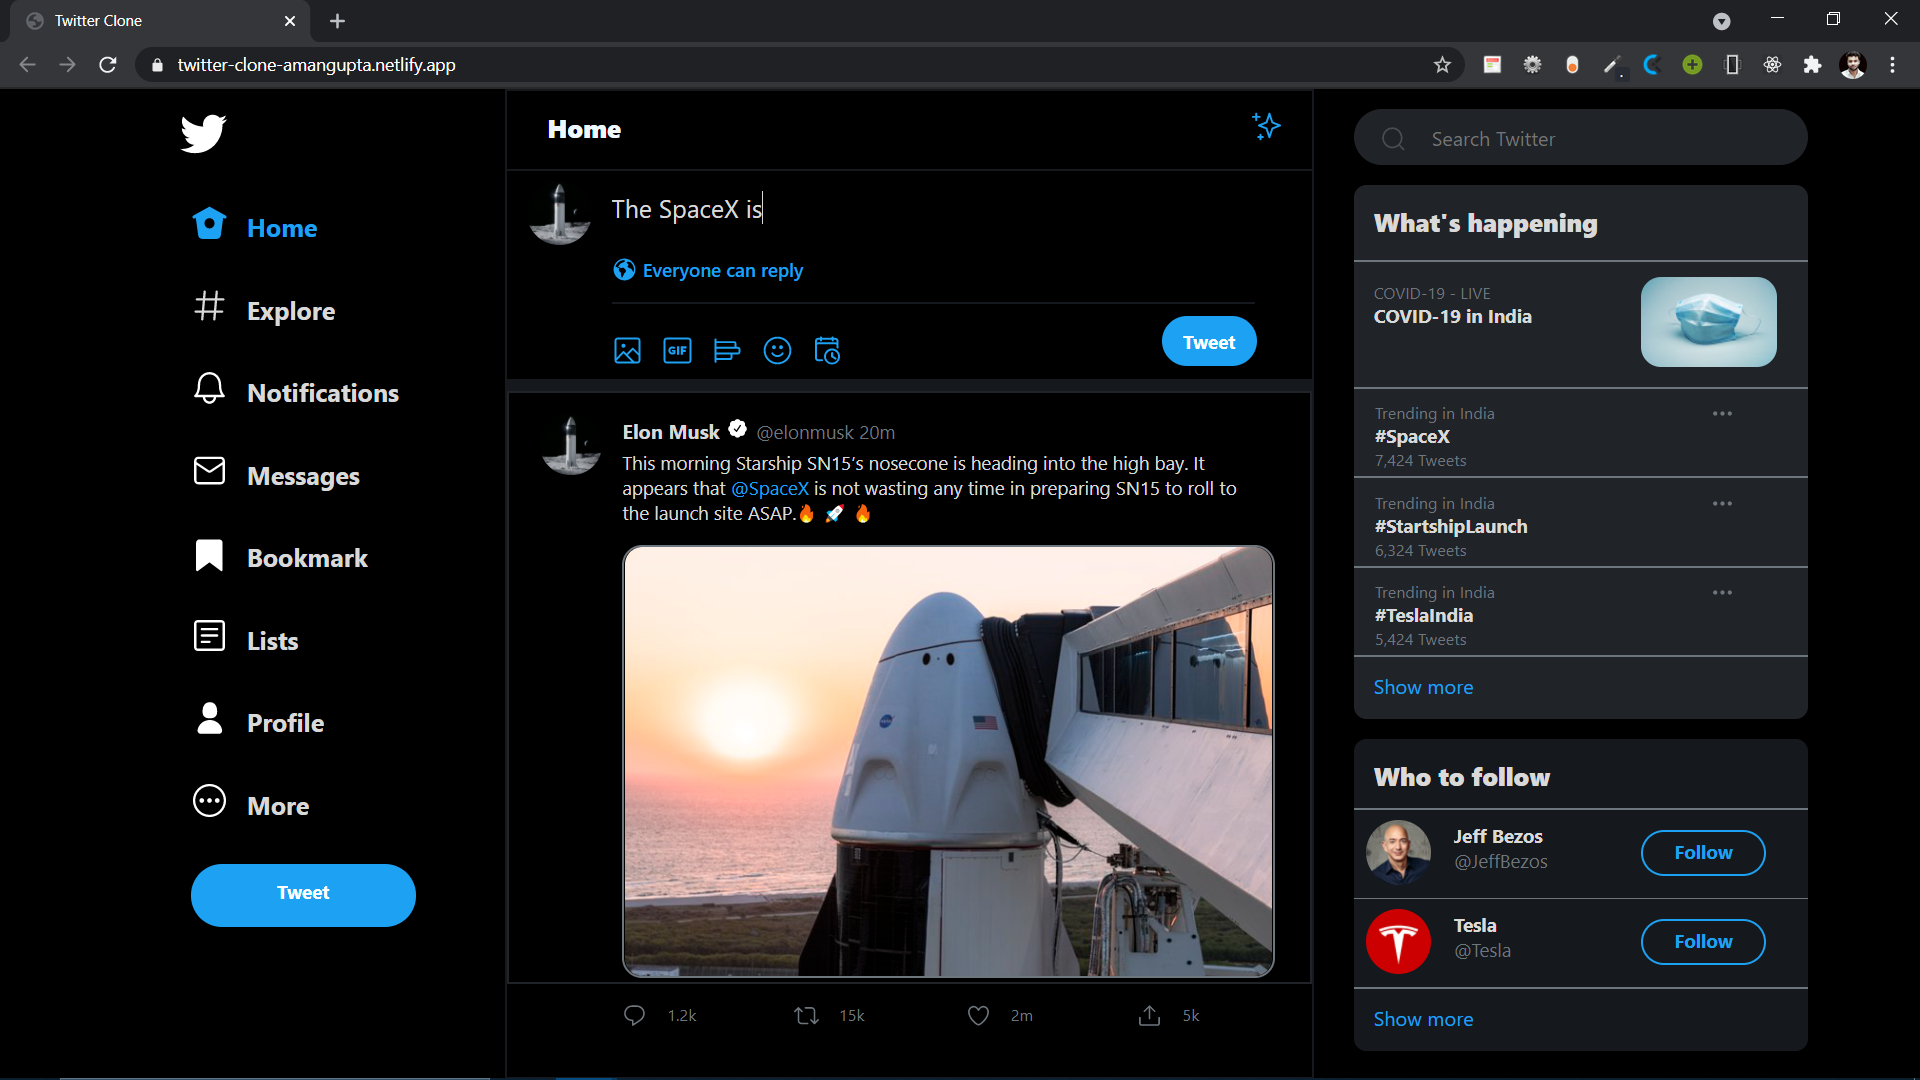 Twitter Clone
twitter-clone-amangupta.netlify.app
Home
Explore
Notifications
Messages
Bookmark
Lists
Profile
More
Tweet
Home
The SpaceX is
Everyone can reply
GIF
Tweet
Elon Musk @elonmusk 20m
This morning Starship SN15’s nosecone is heading into the high bay. It
appears that @SpaceX is not wasting any time in preparing SN15 to roll to
the launch site ASAP.🔥 🚀 🔥
1.2k 15k 2m 5k
Search Twitter
What's happening
COVID-19 - LIVE
COVID-19 in India
Trending in India
#SpaceX
7,424 Tweets
Trending in India
#StartshipLaunch
6,324 Tweets
Trending in India
#TeslaIndia
5,424 Tweets
Show more
Who to follow
Jeff Bezos
@JeffBezos
Follow
Tesla
@Tesla
Follow
Show more